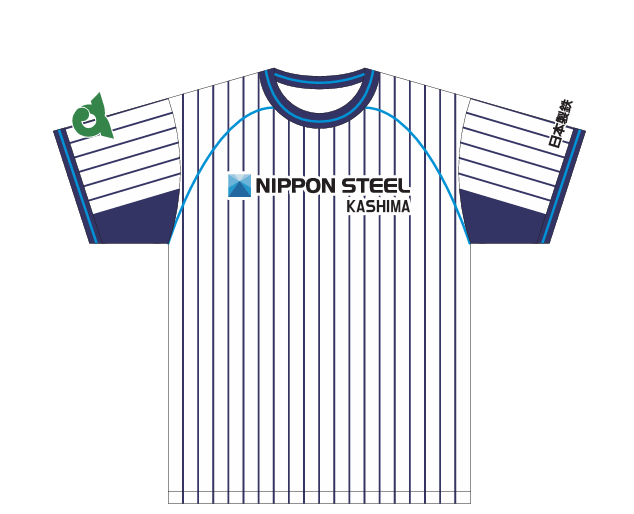 NIPPON STEEL
KASHIMA
日本製鉄